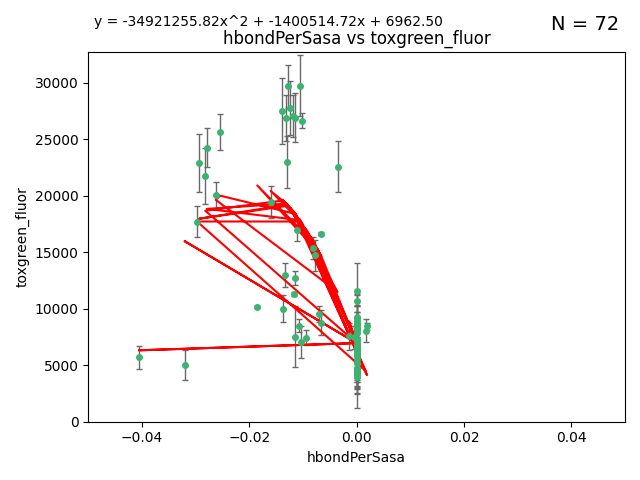 y = -34921255.82x^2 + -1400514.72x + 6962.50
N = 72
hbondPerSasa vs toxgreen_fluor
30000
25000
20000
15000
10000
5000
0
toxgreen_fluor
−0.04
−0.02
0.00
0.02
0.04
hbondPerSasa